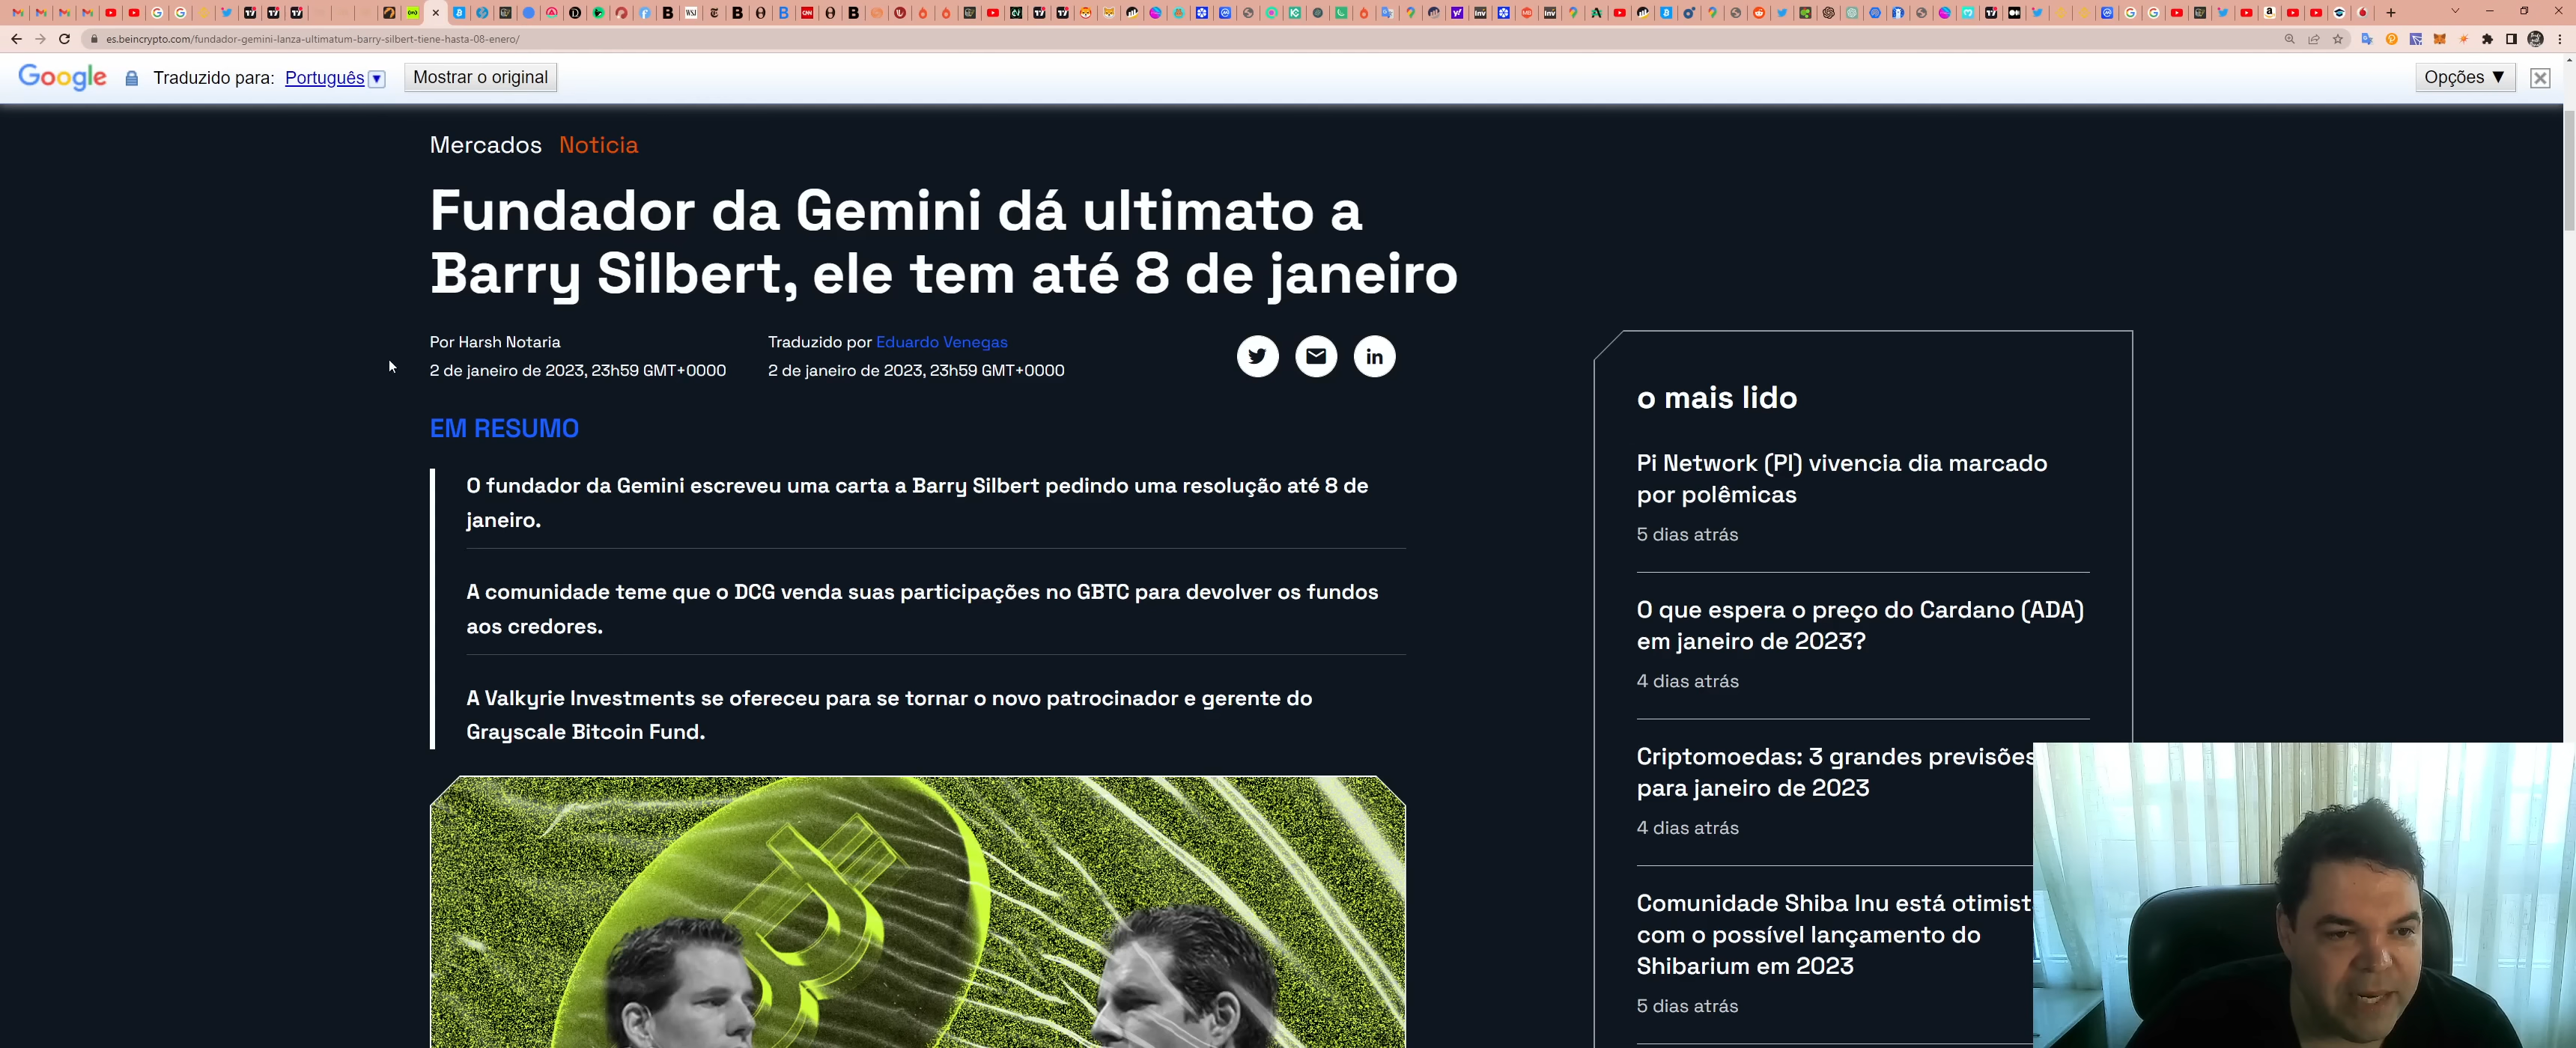 es.beincrypto.com/fundador-gemini-lanza-ultimatum-barry-silbert-tiene-hasta-08-enero/
Google Traduzido para: Português ▼ Mostrar o original Opções ▼
Mercados Noticia
Fundador da Gemini dá ultimato a
Barry Silbert, ele tem até 8 de janeiro
Por Harsh Notaria
2 de janeiro de 2023, 23h59 GMT+0000
Traduzido por Eduardo Venegas
2 de janeiro de 2023, 23h59 GMT+0000
EM RESUMO
O fundador da Gemini escreveu uma carta a Barry Silbert pedindo uma resolução até 8 de
janeiro.
A comunidade teme que o DCG venda suas participações no GBTC para devolver os fundos
aos credores.
A Valkyrie Investments se ofereceu para se tornar o novo patrocinador e gerente do
Grayscale Bitcoin Fund.
o mais lido
Pi Network (PI) vivencia dia marcado
por polêmicas
5 dias atrás
O que espera o preço do Cardano (ADA)
em janeiro de 2023?
4 dias atrás
Criptomoedas: 3 grandes previsões
para janeiro de 2023
4 dias atrás
Comunidade Shiba Inu está otimist
com o possível lançamento do
Shibarium em 2023
5 dias atrás